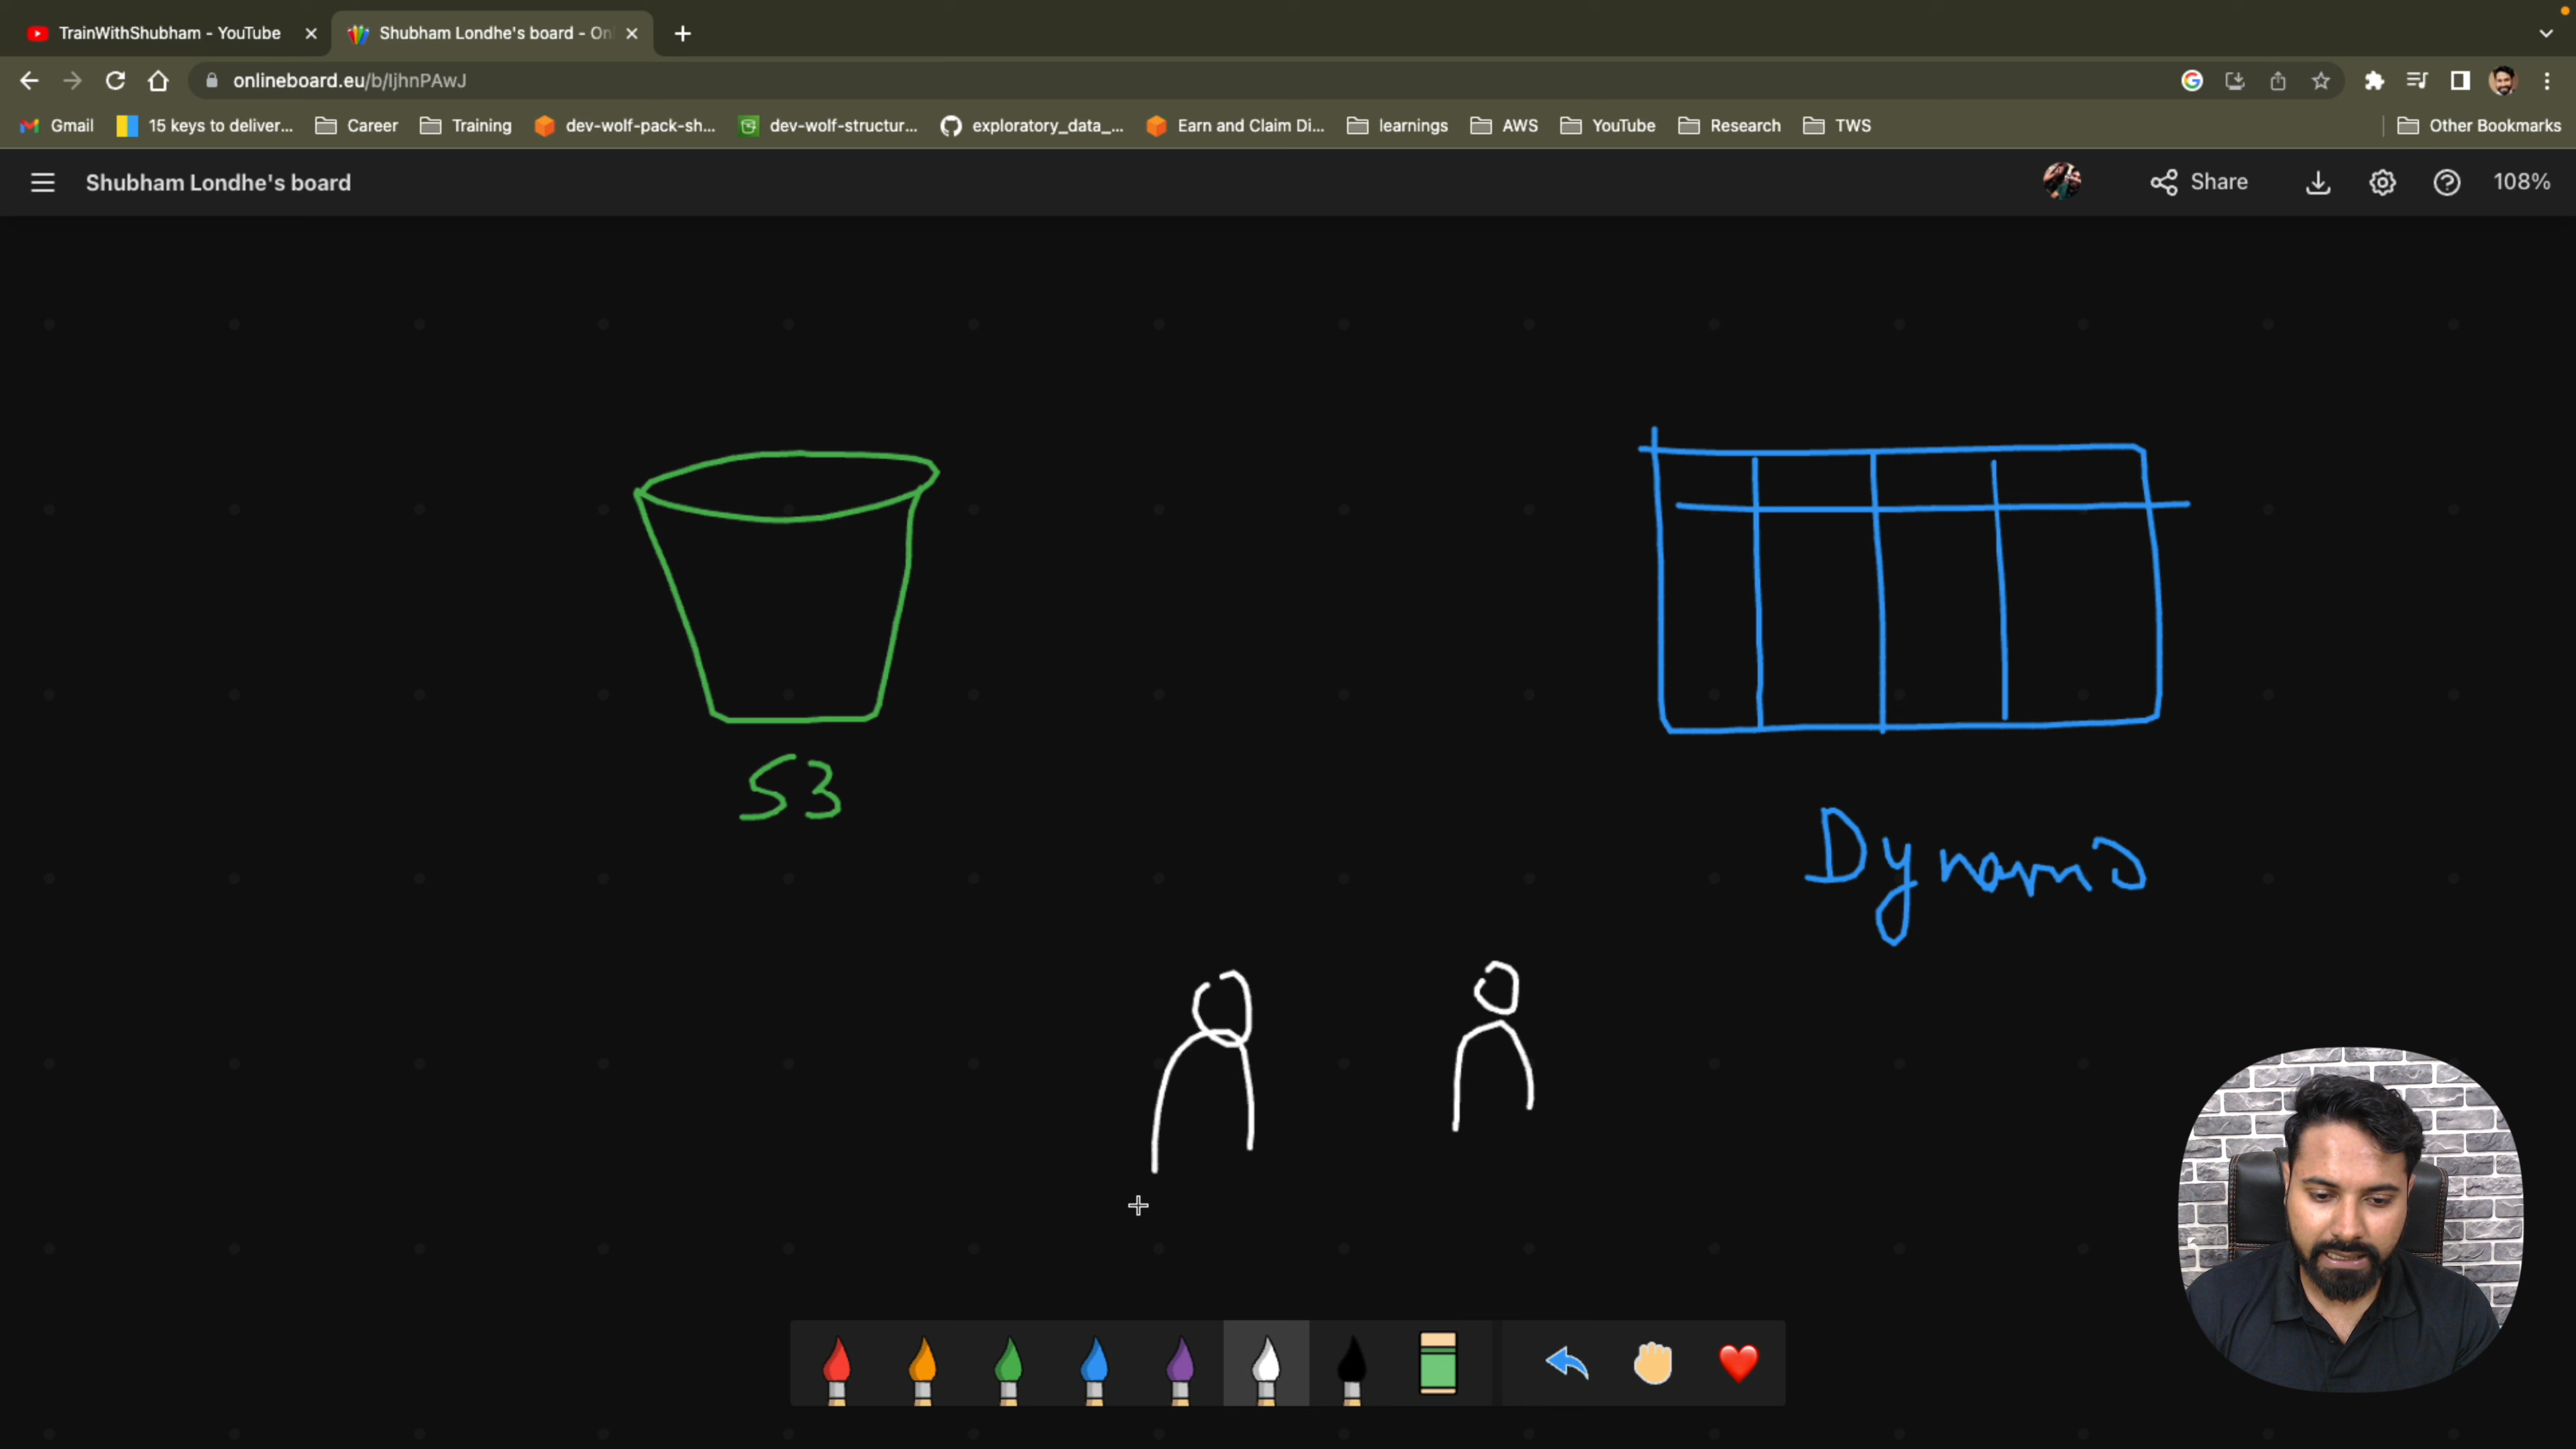 TrainWithShubham - YouTube
Shubham Londhe's board - Onl
onlineboard.eu/b/IjhnPAwJ
Gmail
15 keys to deliver...
Career
Training
dev-wolf-pack-sh...
dev-wolf-structur...
exploratory_data_...
Earn and Claim Di...
learnings
AWS
YouTube
Research
TWS
Other Bookmarks
Shubham Londhe's board
Share
108%
S3
Dynamo